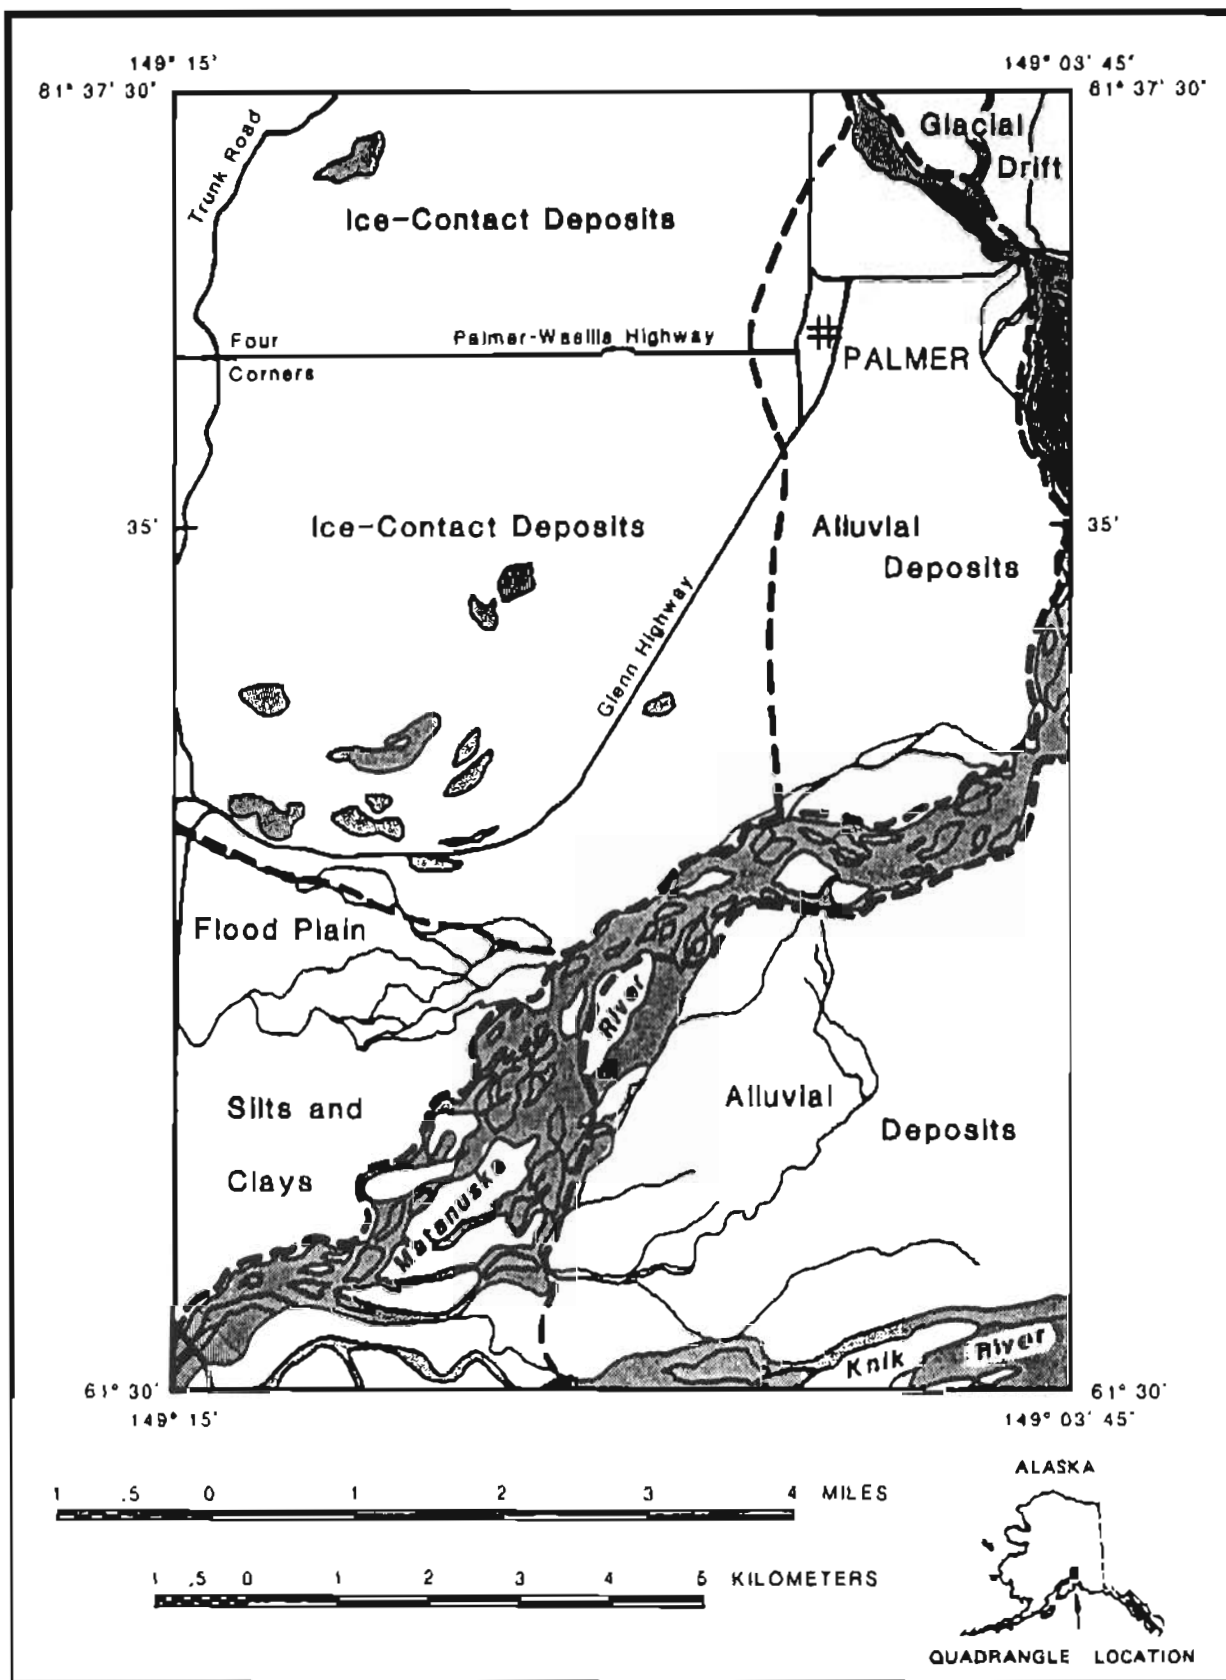 149° 15'
149° 03' 45"
81° 37' 30"
61° 37' 30"
Trunk Road
Glacial
Drift
Ice-Contact Deposits
Four
Corners
Palmer-Wasilla Highway
PALMER
35'
35'
Ice-Contact Deposits
Alluvial
Deposits
Glenn Highway
Flood Plain
River
Silts and
Clays
Alluvial
Deposits
Matanuska
Knik
River
61° 30'
61° 30'
149° 15'
149° 03' 45"
1 .5 0 1 2 3 4 MILES
1 .5 0 1 2 3 4 5 KILOMETERS
ALASKA
QUADRANGLE LOCATION